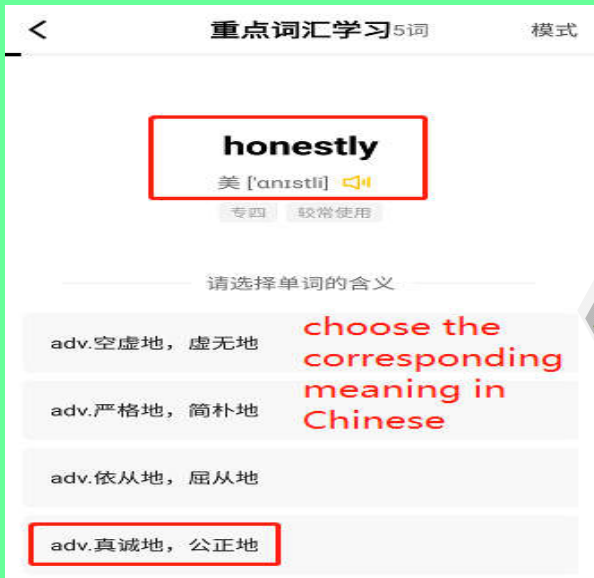 重点词汇学习5词 模式
honestly
美 ['ɑnɪstli]
专四 较常使用
请选择单词的含义
adv.空虚地，虚无地
adv.严格地，简朴地
adv.依从地，屈从地
adv.真诚地，公正地
choose the
corresponding
meaning in
Chinese